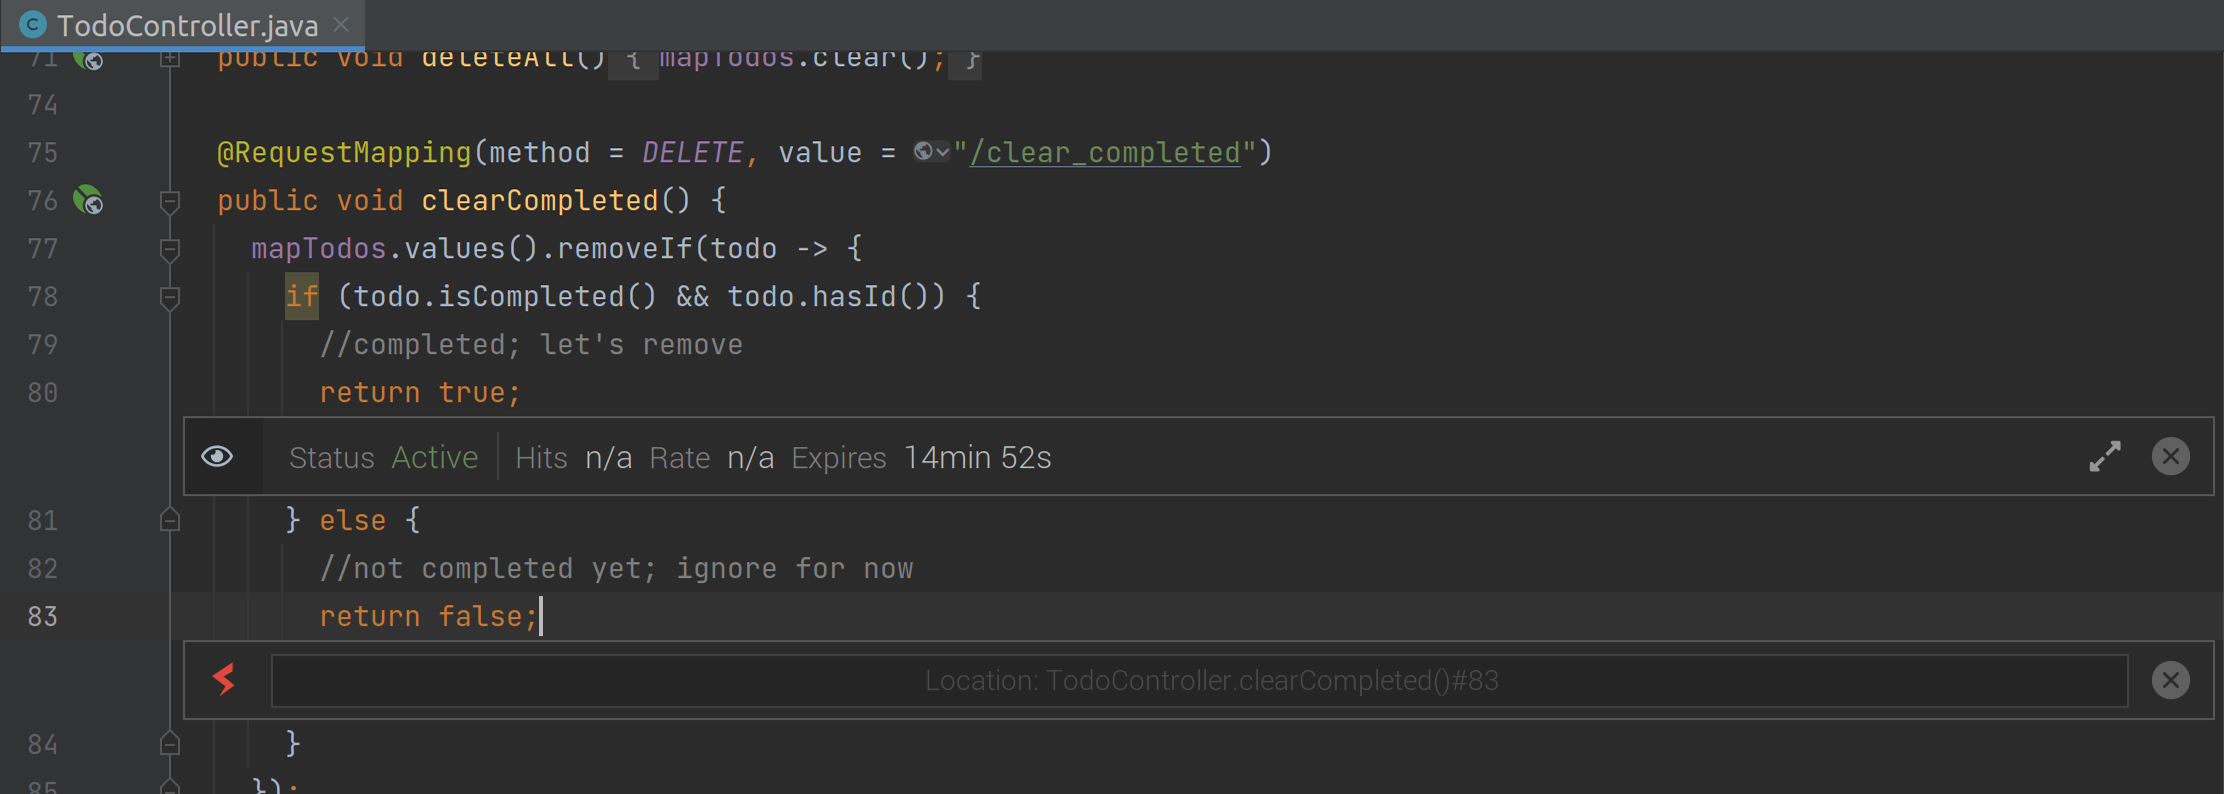 TodoController.java
71 public void deleteAll() { mapTodos.clear(); }
74
75 @RequestMapping(method = DELETE, value = "/clear_completed")
76 public void clearCompleted() {
77 mapTodos.values().removeIf(todo -> {
78 if (todo.isCompleted() && todo.hasId()) {
79 //completed; let's remove
80 return true;
Status Active Hits n/a Rate n/a Expires 14min 52s
81 } else {
82 //not completed yet; ignore for now
83 return false;
Location: TodoController.clearCompleted()#83
84 }
85 });